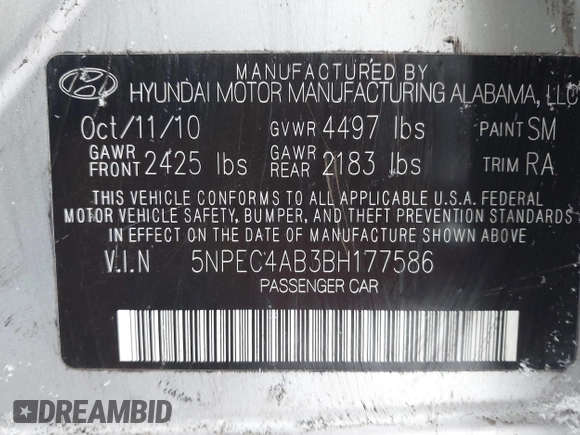 MANUFACTURED BY
HYUNDAI MOTOR MANUFACTURING ALABAMA, LLC
Oct/11/10 GVWR 4497 lbs PAINT SM
GAWR FRONT 2425 lbs GAWR REAR 2183 lbs TRIM RA
THIS VEHICLE CONFORMS TO ALL APPLICABLE U.S.A. FEDERAL
MOTOR VEHICLE SAFETY, BUMPER, AND THEFT PREVENTION STANDARDS
IN EFFECT ON THE DATE OF MANUFACTURE SHOWN ABOVE.
V.I.N 5NPEC4AB3BH177586
PASSENGER CAR
DREAMBID